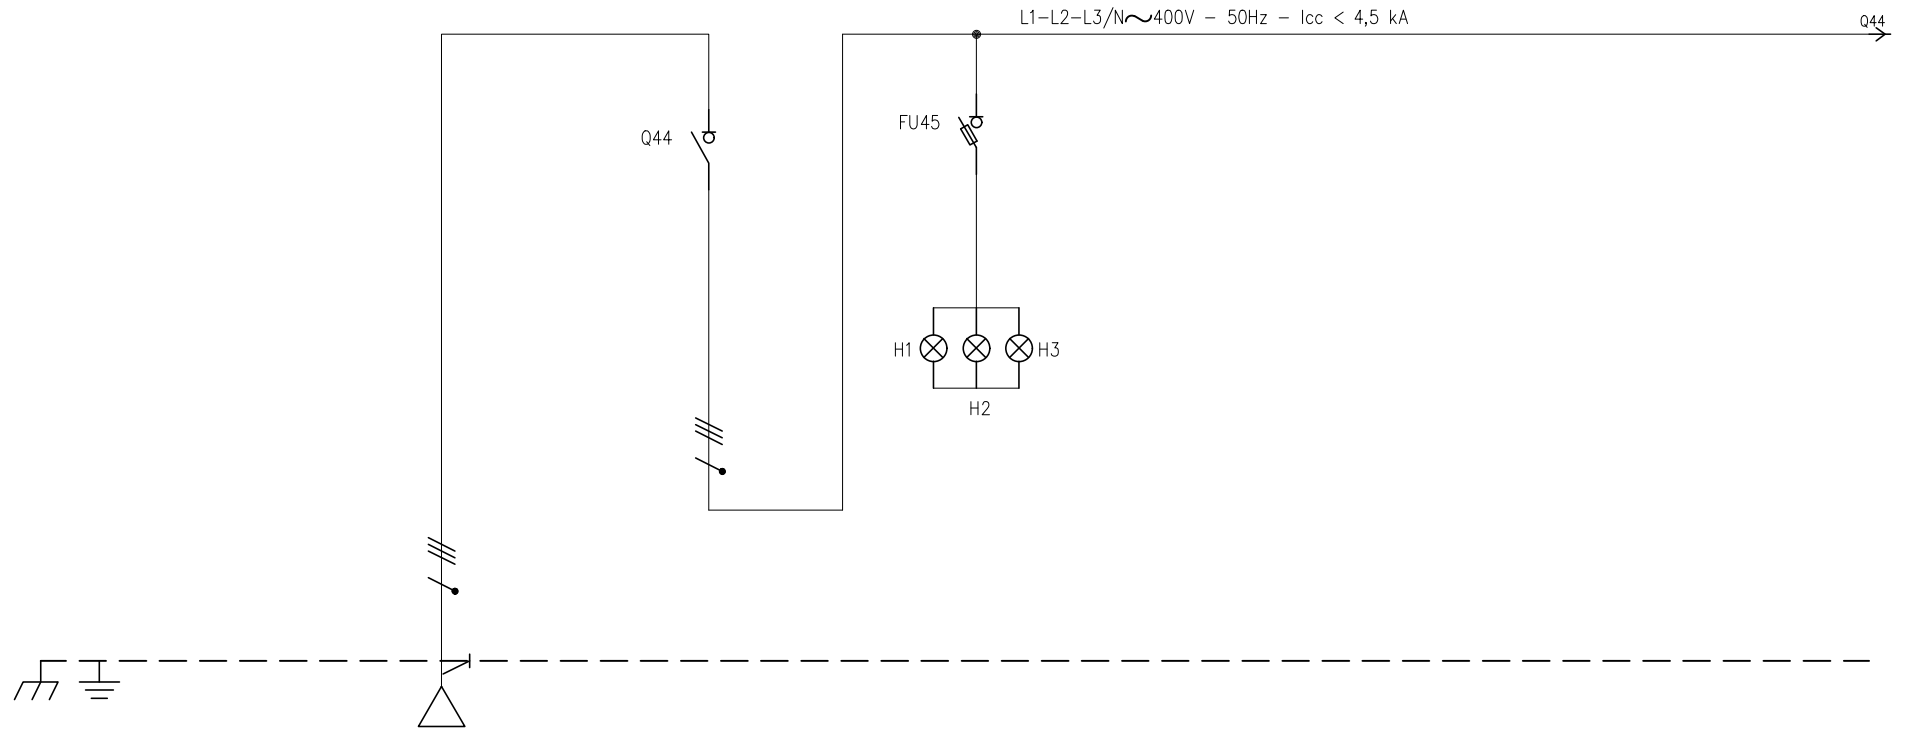 L1-L2-L3/N~400V - 50Hz - Icc < 4,5 kA
Q44
Q44
FU45
H1
H3
H2